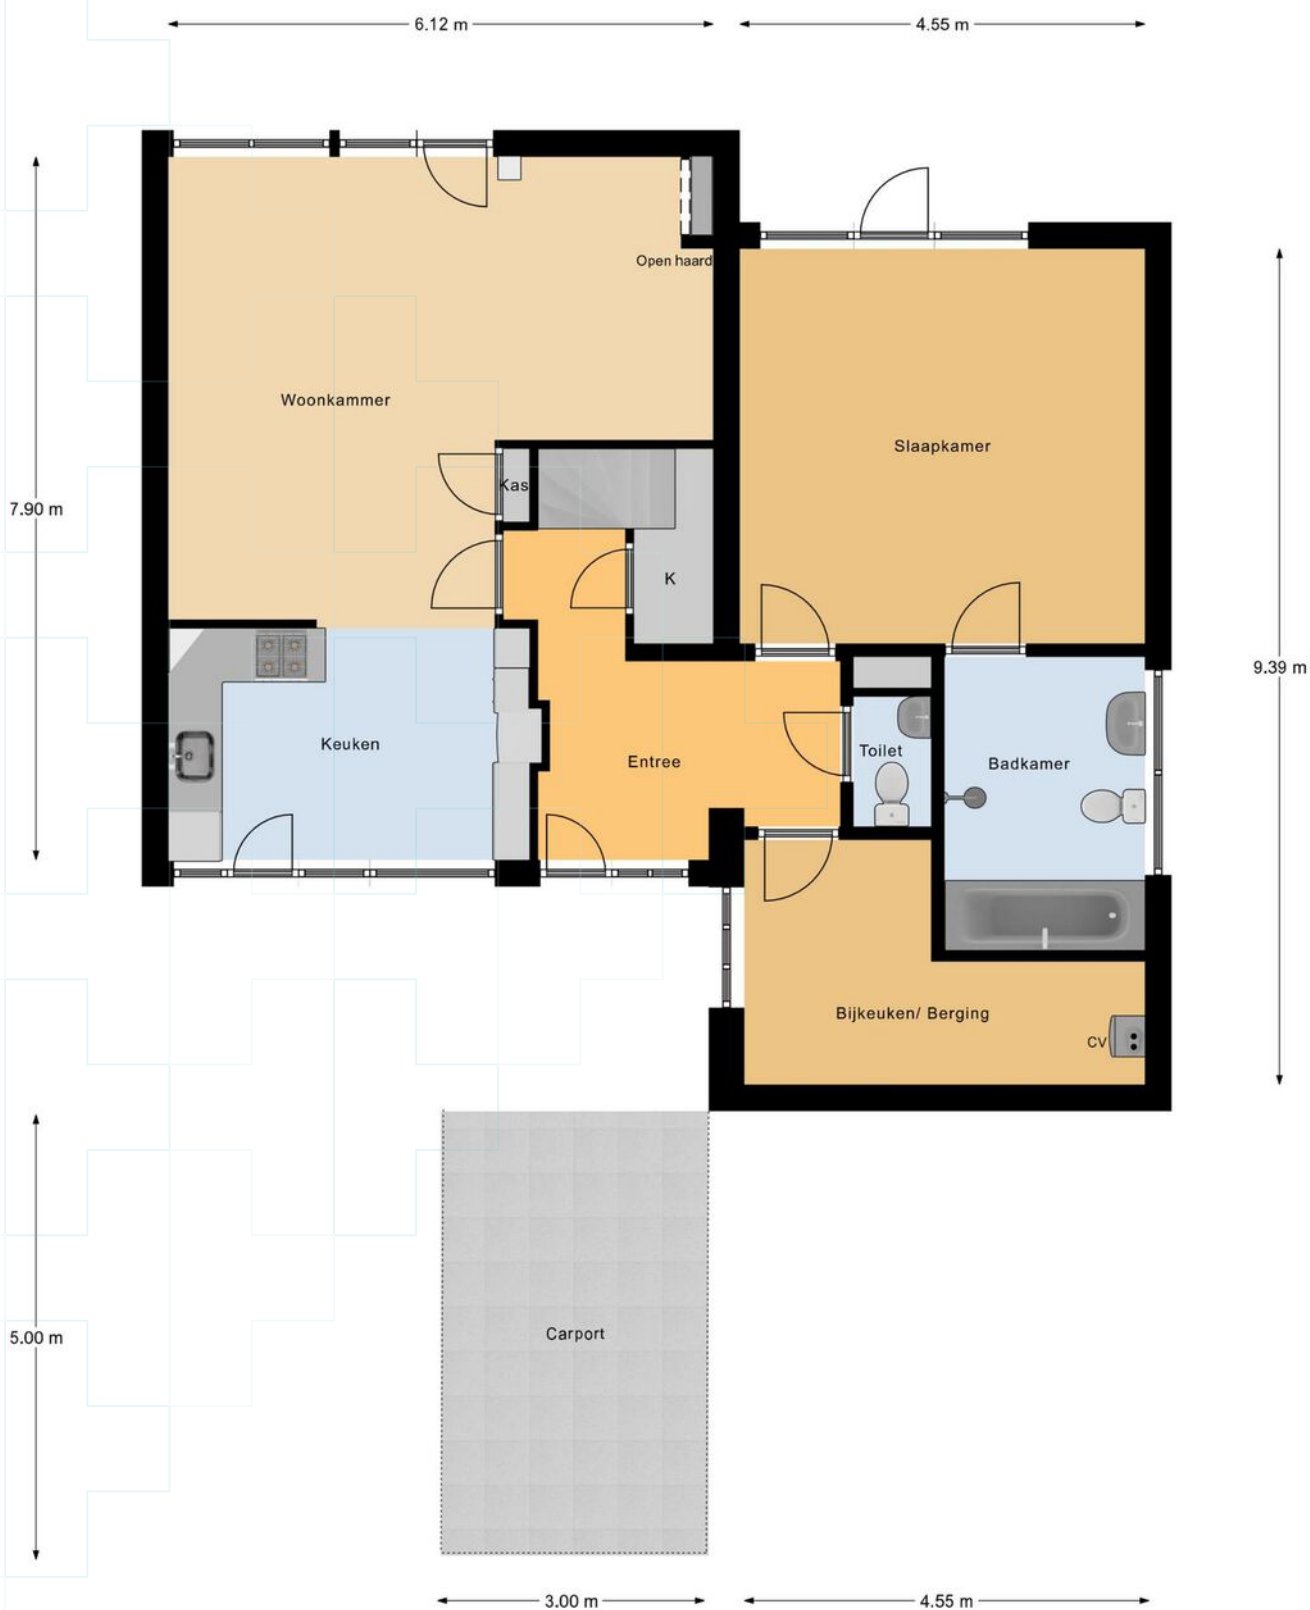 6.12 m
4.55 m
Open haard
Woonkammer
Slaapkamer
Kas
7.90 m
K
9.39 m
Keuken
Toilet
Entree
Badkamer
Bijkeuken/ Berging
CV
Carport
5.00 m
3.00 m
4.55 m